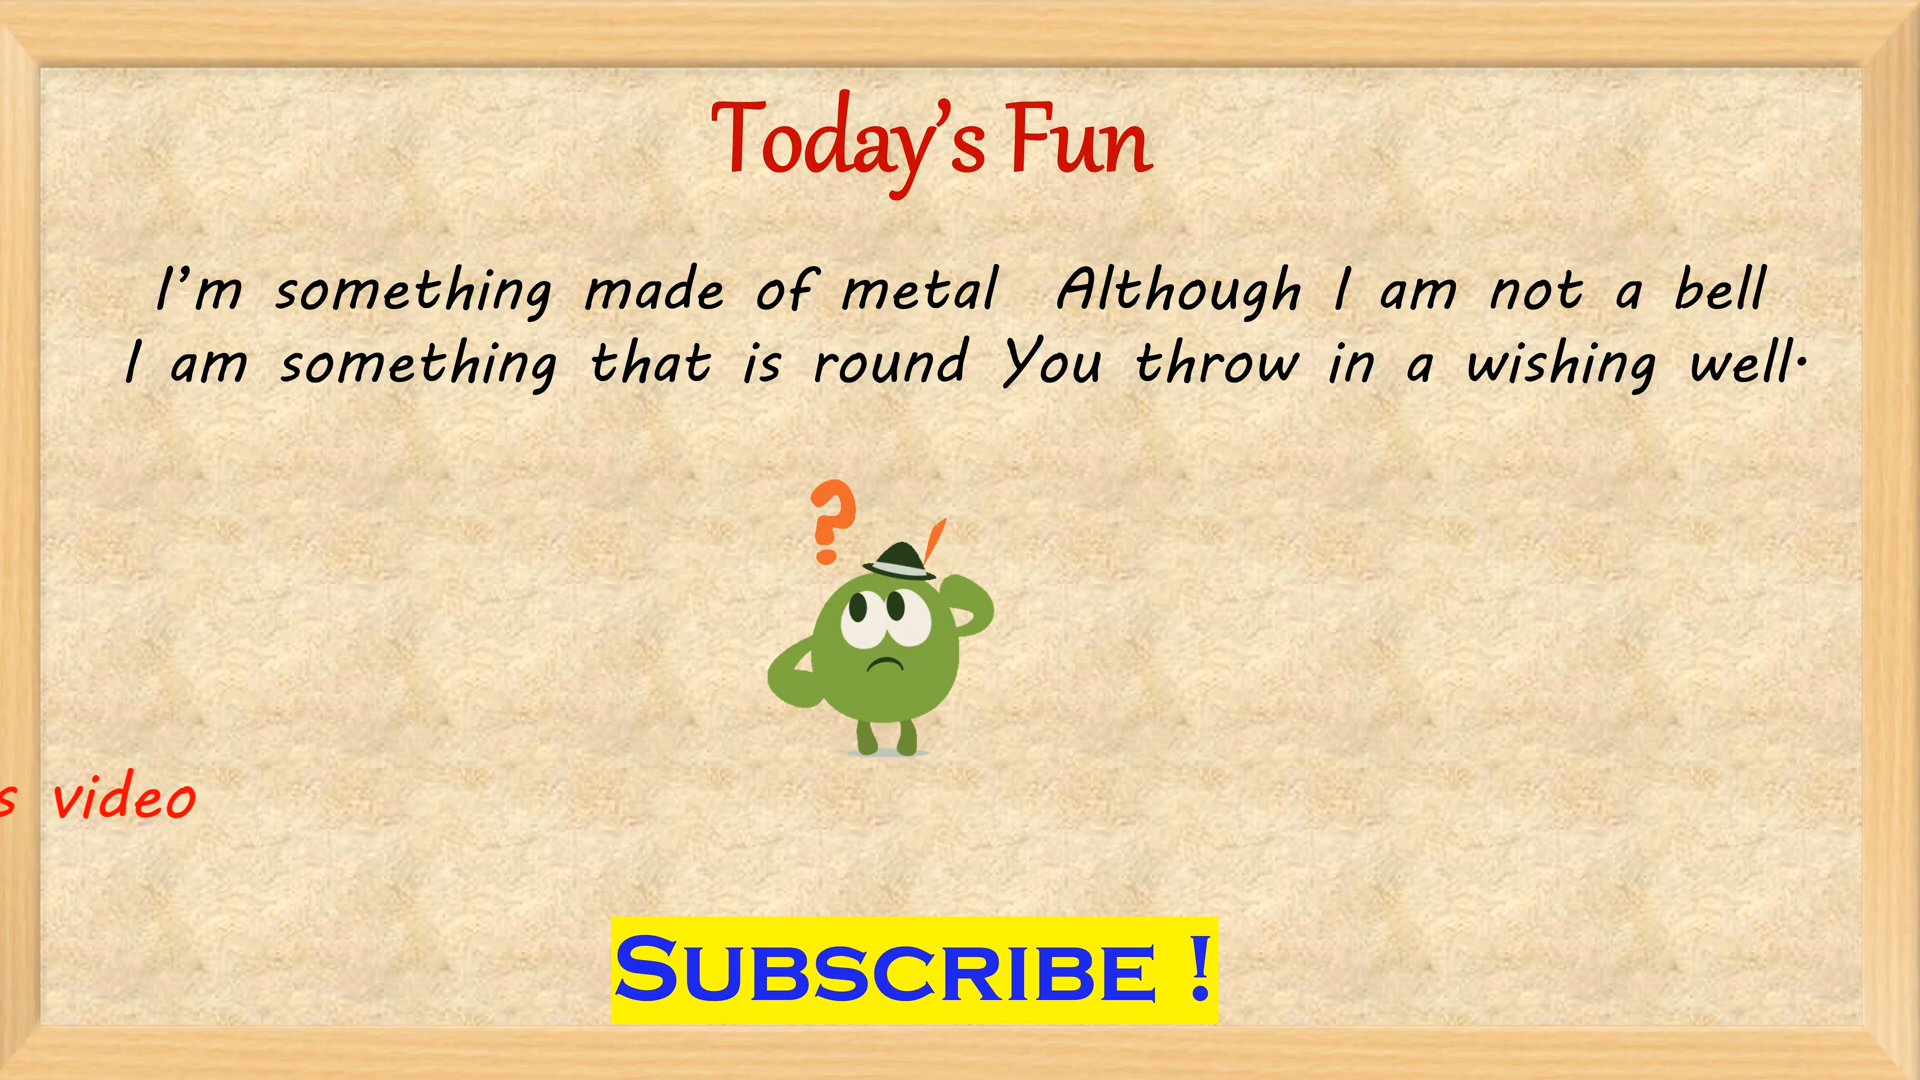 Today's Fun
I'm something made of metal Although I am not a bell
I am something that is round You throw in a wishing well.
?
s video
SUBSCRIBE !